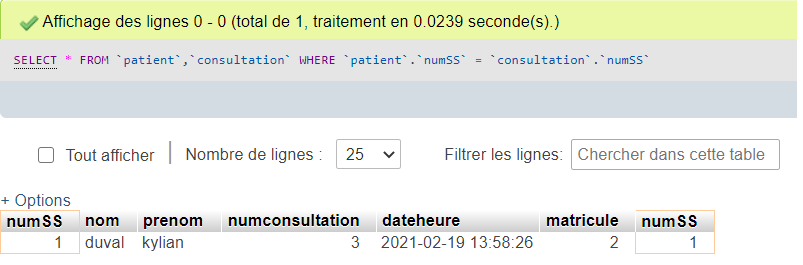 Affichage des lignes 0 - 0 (total de 1, traitement en 0.0239 seconde(s).)
SELECT * FROM `patient`,`consultation` WHERE `patient`.`numSS` = `consultation`.`numSS`
Tout afficher | Nombre de lignes : 25 Filtrer les lignes: Chercher dans cette table
+ Options
numSS nom prenom numconsultation dateheure matricule numSS
1 duval kylian 3 2021-02-19 13:58:26 2 1